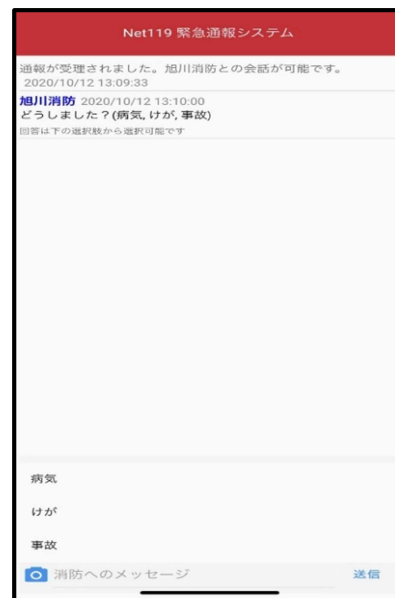 Net119 緊急通報システム
通報が受理されました。旭川消防との会話が可能です。
2020/10/12 13:09:33
旭川消防 2020/10/12 13:10:00
どうしました？(病気, けが, 事故)
回答は下の選択肢から選択可能です
病気
けが
事故
消防へのメッセージ 送信